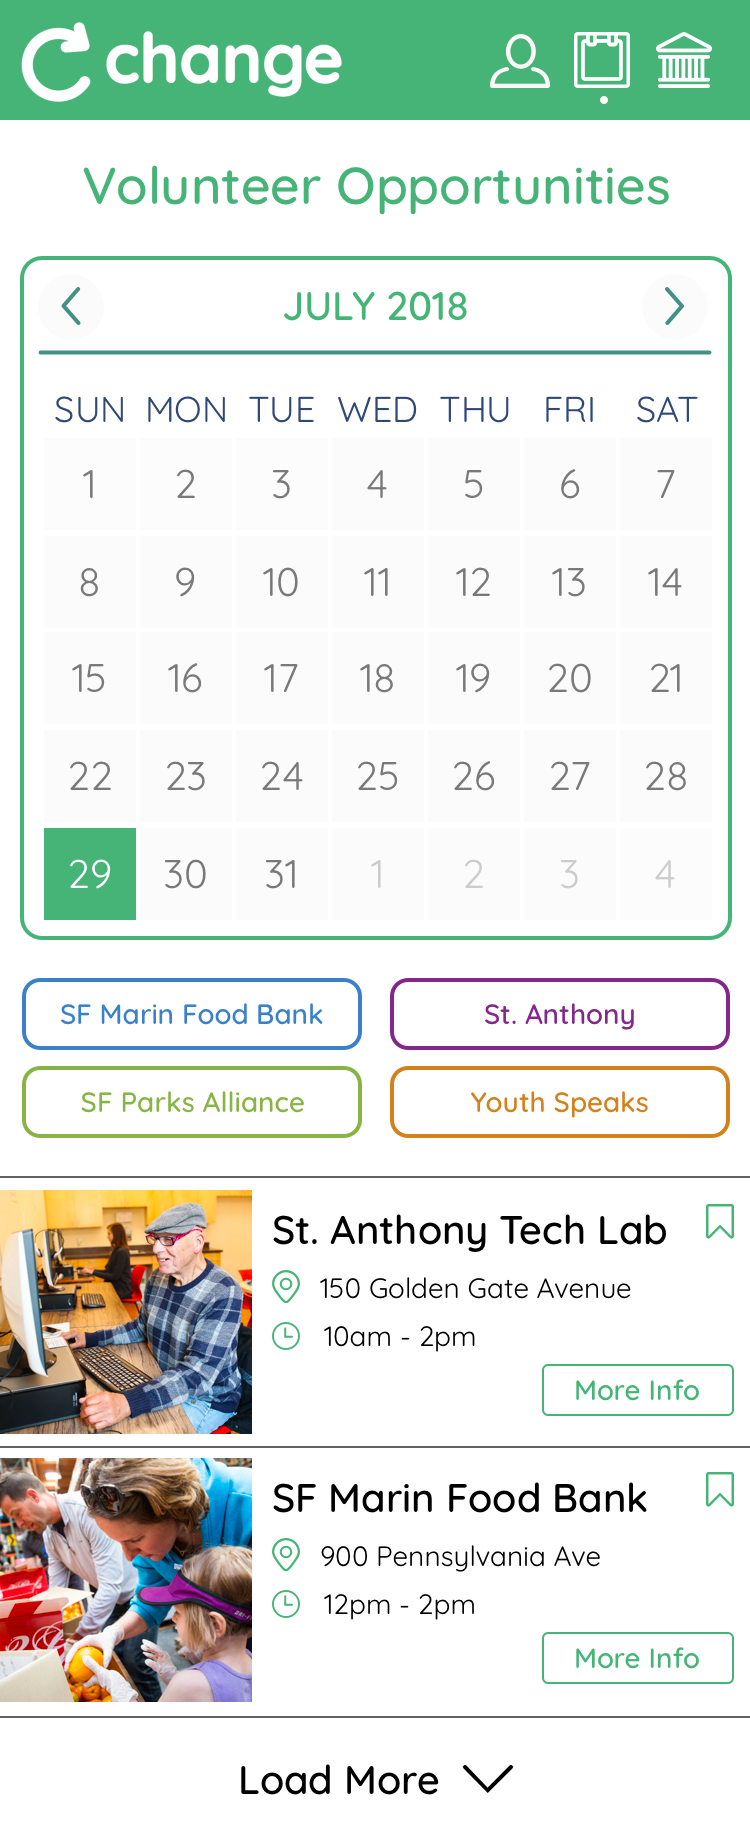 change
Volunteer Opportunities
JULY 2018
SUN MON TUE WED THU FRI SAT
1 2 3 4 5 6 7
8 9 10 11 12 13 14
15 16 17 18 19 20 21
22 23 24 25 26 27 28
29 30 31 1 2 3 4
SF Marin Food Bank St. Anthony
SF Parks Alliance Youth Speaks
St. Anthony Tech Lab
150 Golden Gate Avenue
10am - 2pm
More Info
SF Marin Food Bank
900 Pennsylvania Ave
12pm - 2pm
More Info
Load More